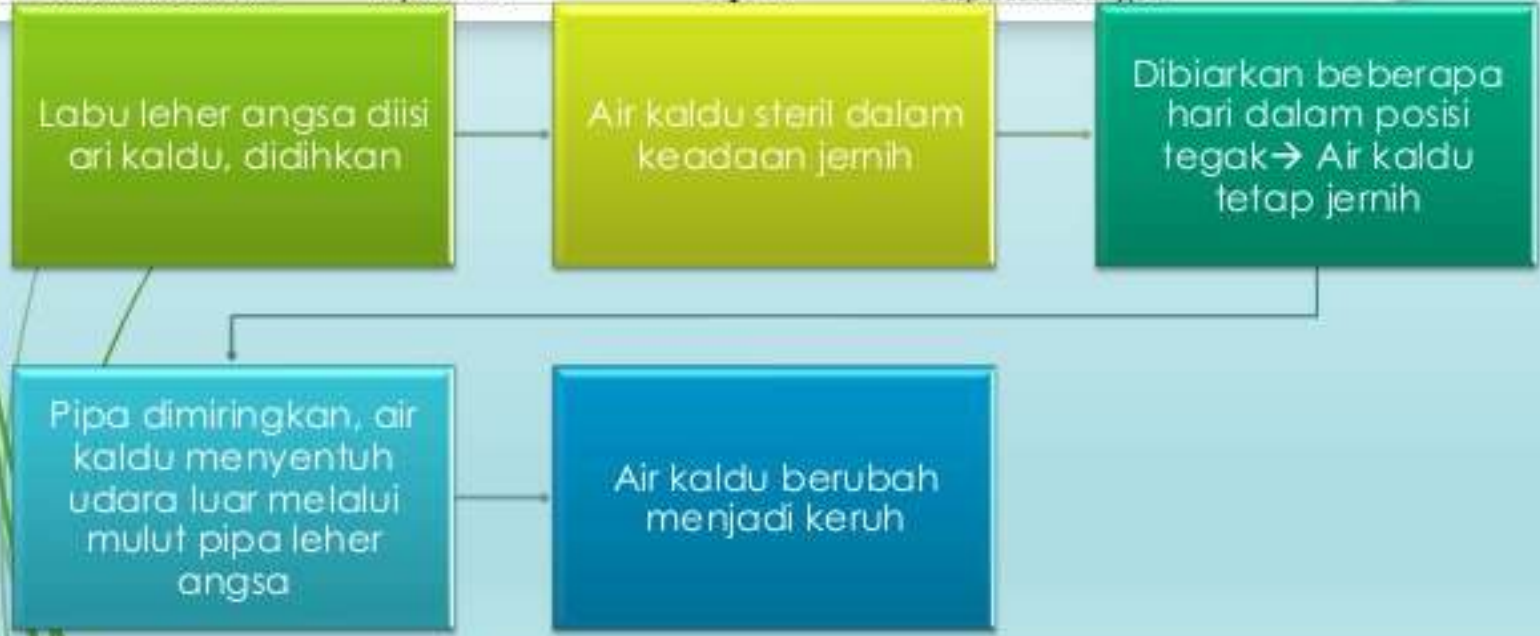 Labu leher angsa diisi
ari kaldu, didihkan
Air kaldu steril dalam
keadaan jernih
Dibiarkan beberapa
hari dalam posisi
tegak→ Air kaldu
tetap jernih
Pipa dimiringkan, air
kaldu menyentuh
udara luar melalui
mulut pipa leher
angsa
Air kaldu berubah
menjadi keruh